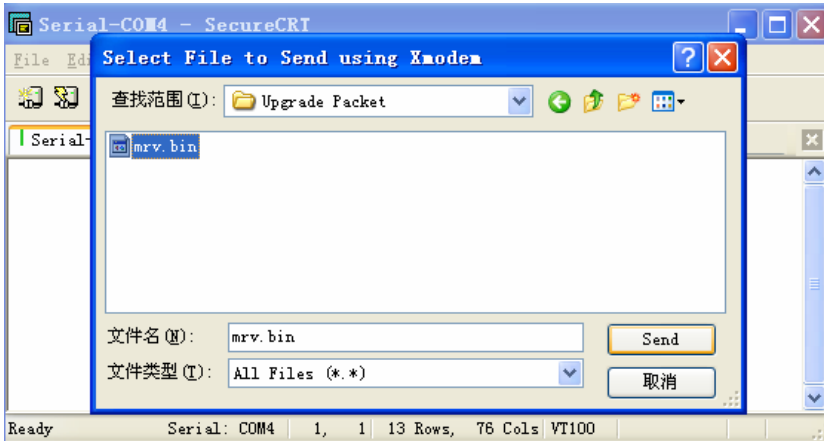 Serial-COM4 - SecureCRT
File Edi
Select File to Send using Xmodem
查找范围(I): Upgrade Packet
Serial-
mrv.bin
文件名(N): mrv.bin
Send
文件类型(T): All Files (*.*)
取消
Ready Serial: COM4 1, 1 13 Rows, 76 Cols VT100